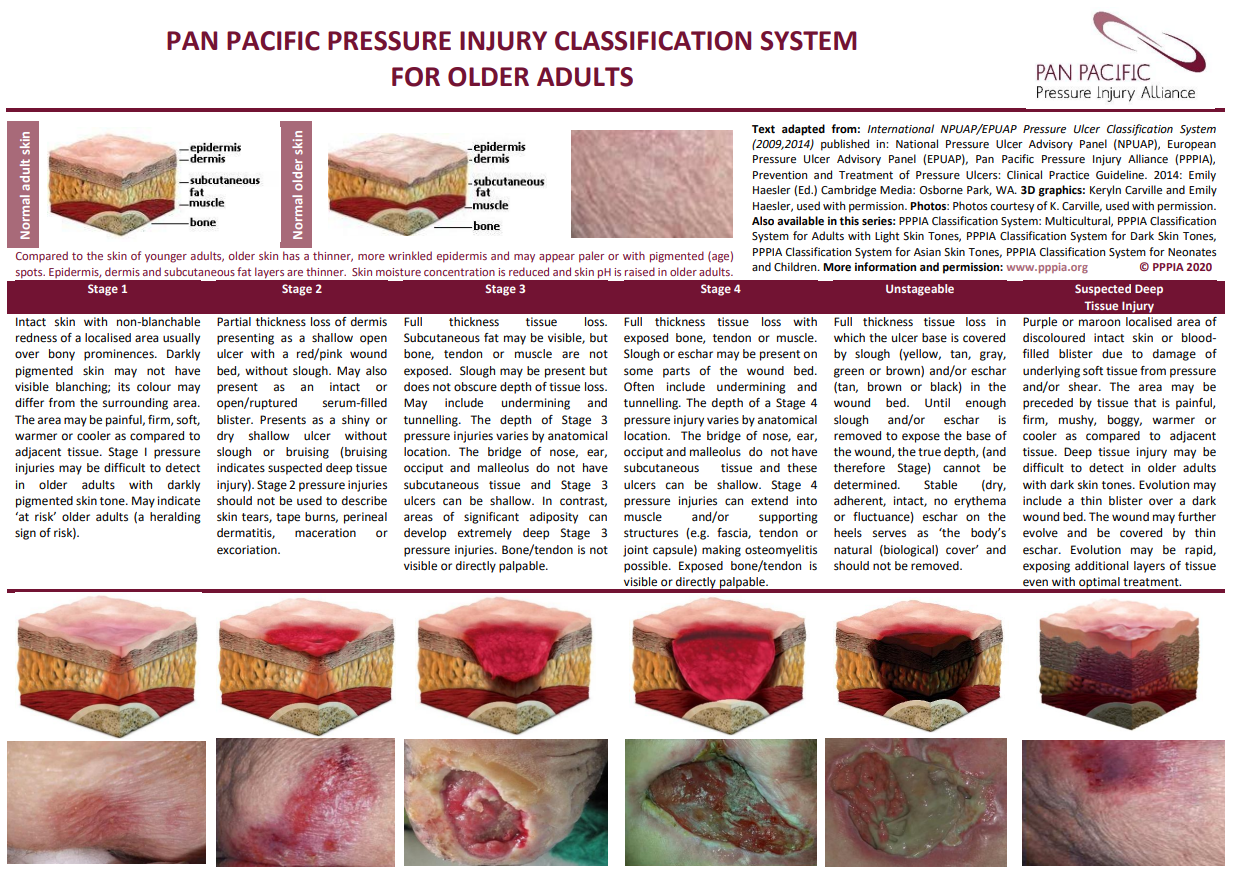 PAN PACIFIC PRESSURE INJURY CLASSIFICATION SYSTEM
FOR OLDER ADULTS
PAN PACIFIC
Pressure Injury Alliance
Normal adult skin
epidermis
dermis
subcutaneous
fat
muscle
bone
Normal older skin
epidermis
dermis
subcutaneous
fat
muscle
bone
Compared to the skin of younger adults, older skin has a thinner, more wrinkled epidermis and may appear paler or with pigmented (age)
spots. Epidermis, dermis and subcutaneous fat layers are thinner. Skin moisture concentration is reduced and skin pH is raised in older adults.
Text adapted from: International NPUAP/EPUAP Pressure Ulcer Classification System
(2009,2014) published in: National Pressure Ulcer Advisory Panel (NPUAP), European
Pressure Ulcer Advisory Panel (EPUAP), Pan Pacific Pressure Injury Alliance (PPPIA),
Prevention and Treatment of Pressure Ulcers: Clinical Practice Guideline. 2014: Emily
Haesler (Ed.) Cambridge Media: Osborne Park, WA. 3D graphics: Keryln Carville and Emily
Haesler, used with permission. Photos: Photos courtesy of K. Carville, used with permission.
Also available in this series: PPPIA Classification System: Multicultural, PPPIA Classification
System for Adults with Light Skin Tones, PPPIA Classification System for Dark Skin Tones,
PPPIA Classification System for Asian Skin Tones, PPPIA Classification System for Neonates
and Children. More information and permission: www.pppia.org © PPPIA 2020
Stage 1
Intact skin with non-blanchable
redness of a localised area usually
over bony prominences. Darkly
pigmented skin may not have
visible blanching; its colour may
differ from the surrounding area.
The area may be painful, firm, soft,
warmer or cooler as compared to
adjacent tissue. Stage I pressure
injuries may be difficult to detect
in older adults with darkly
pigmented skin tone. May indicate
‘at risk’ older adults (a heralding
sign of risk).
Stage 2
Partial thickness loss of dermis
presenting as a shallow open
ulcer with a red/pink wound
bed, without slough. May also
present as an intact or
open/ruptured serum-filled
blister. Presents as a shiny or
dry shallow ulcer without
slough or bruising (bruising
indicates suspected deep tissue
injury). Stage 2 pressure injuries
should not be used to describe
skin tears, tape burns, perineal
dermatitis, maceration or
excoriation.
Stage 3
Full thickness tissue loss.
Subcutaneous fat may be visible, but
bone, tendon or muscle are not
exposed. Slough may be present but
does not obscure depth of tissue loss.
May include undermining and
tunnelling. The depth of Stage 3
pressure injuries varies by anatomical
location. The bridge of nose, ear,
occiput and malleolus do not have
subcutaneous tissue and Stage 3
ulcers can be shallow. In contrast,
areas of significant adiposity can
develop extremely deep Stage 3
pressure injuries. Bone/tendon is not
visible or directly palpable.
Stage 4
Full thickness tissue loss with
exposed bone, tendon or muscle.
Slough or eschar may be present on
some parts of the wound bed.
Often include undermining and
tunnelling. The depth of a Stage 4
pressure injury varies by anatomical
location. The bridge of nose, ear,
occiput and malleolus do not have
subcutaneous tissue and these
ulcers can be shallow. Stage 4
pressure injuries can extend into
muscle and/or supporting
structures (e.g. fascia, tendon or
joint capsule) making osteomyelitis
possible. Exposed bone/tendon is
visible or directly palpable.
Unstageable
Full thickness tissue loss in
which the ulcer base is covered
by slough (yellow, tan, gray,
green or brown) and/or eschar
(tan, brown or black) in the
wound bed. Until enough
slough and/or eschar is
removed to expose the base of
the wound, the true depth, (and
therefore Stage) cannot be
determined. Stable (dry,
adherent, intact, no erythema
or fluctuance) eschar on the
heels serves as ‘the body’s
natural (biological) cover’ and
should not be removed.
Suspected Deep
Tissue Injury
Purple or maroon localised area of
discoloured intact skin or blood-
filled blister due to damage of
underlying soft tissue from pressure
and/or shear. The area may be
preceded by tissue that is painful,
firm, mushy, boggy, warmer or
cooler as compared to adjacent
tissue. Deep tissue injury may be
difficult to detect in older adults
with dark skin tones. Evolution may
include a thin blister over a dark
wound bed. The wound may further
evolve and be covered by thin
eschar. Evolution may be rapid,
exposing additional layers of tissue
even with optimal treatment.